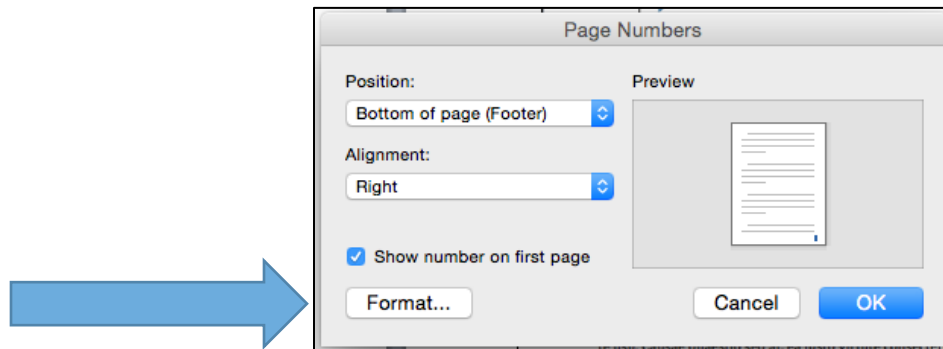 Page Numbers
Position:
Preview
Bottom of page (Footer)
Alignment:
Right
Show number on first page
Format...
Cancel
OK